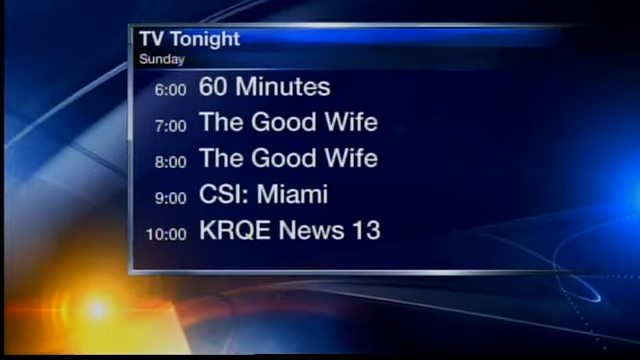 TV Tonight
Sunday
6:00 60 Minutes
7:00 The Good Wife
8:00 The Good Wife
9:00 CSI: Miami
10:00 KRQE News 13